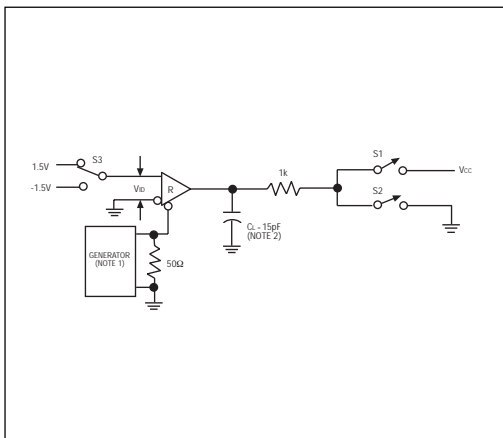 1.5V
S3
-1.5V
VID
R
1k
S1
VCC
S2
CL - 15pF
(NOTE 2)
GENERATOR
(NOTE 1)
50Ω